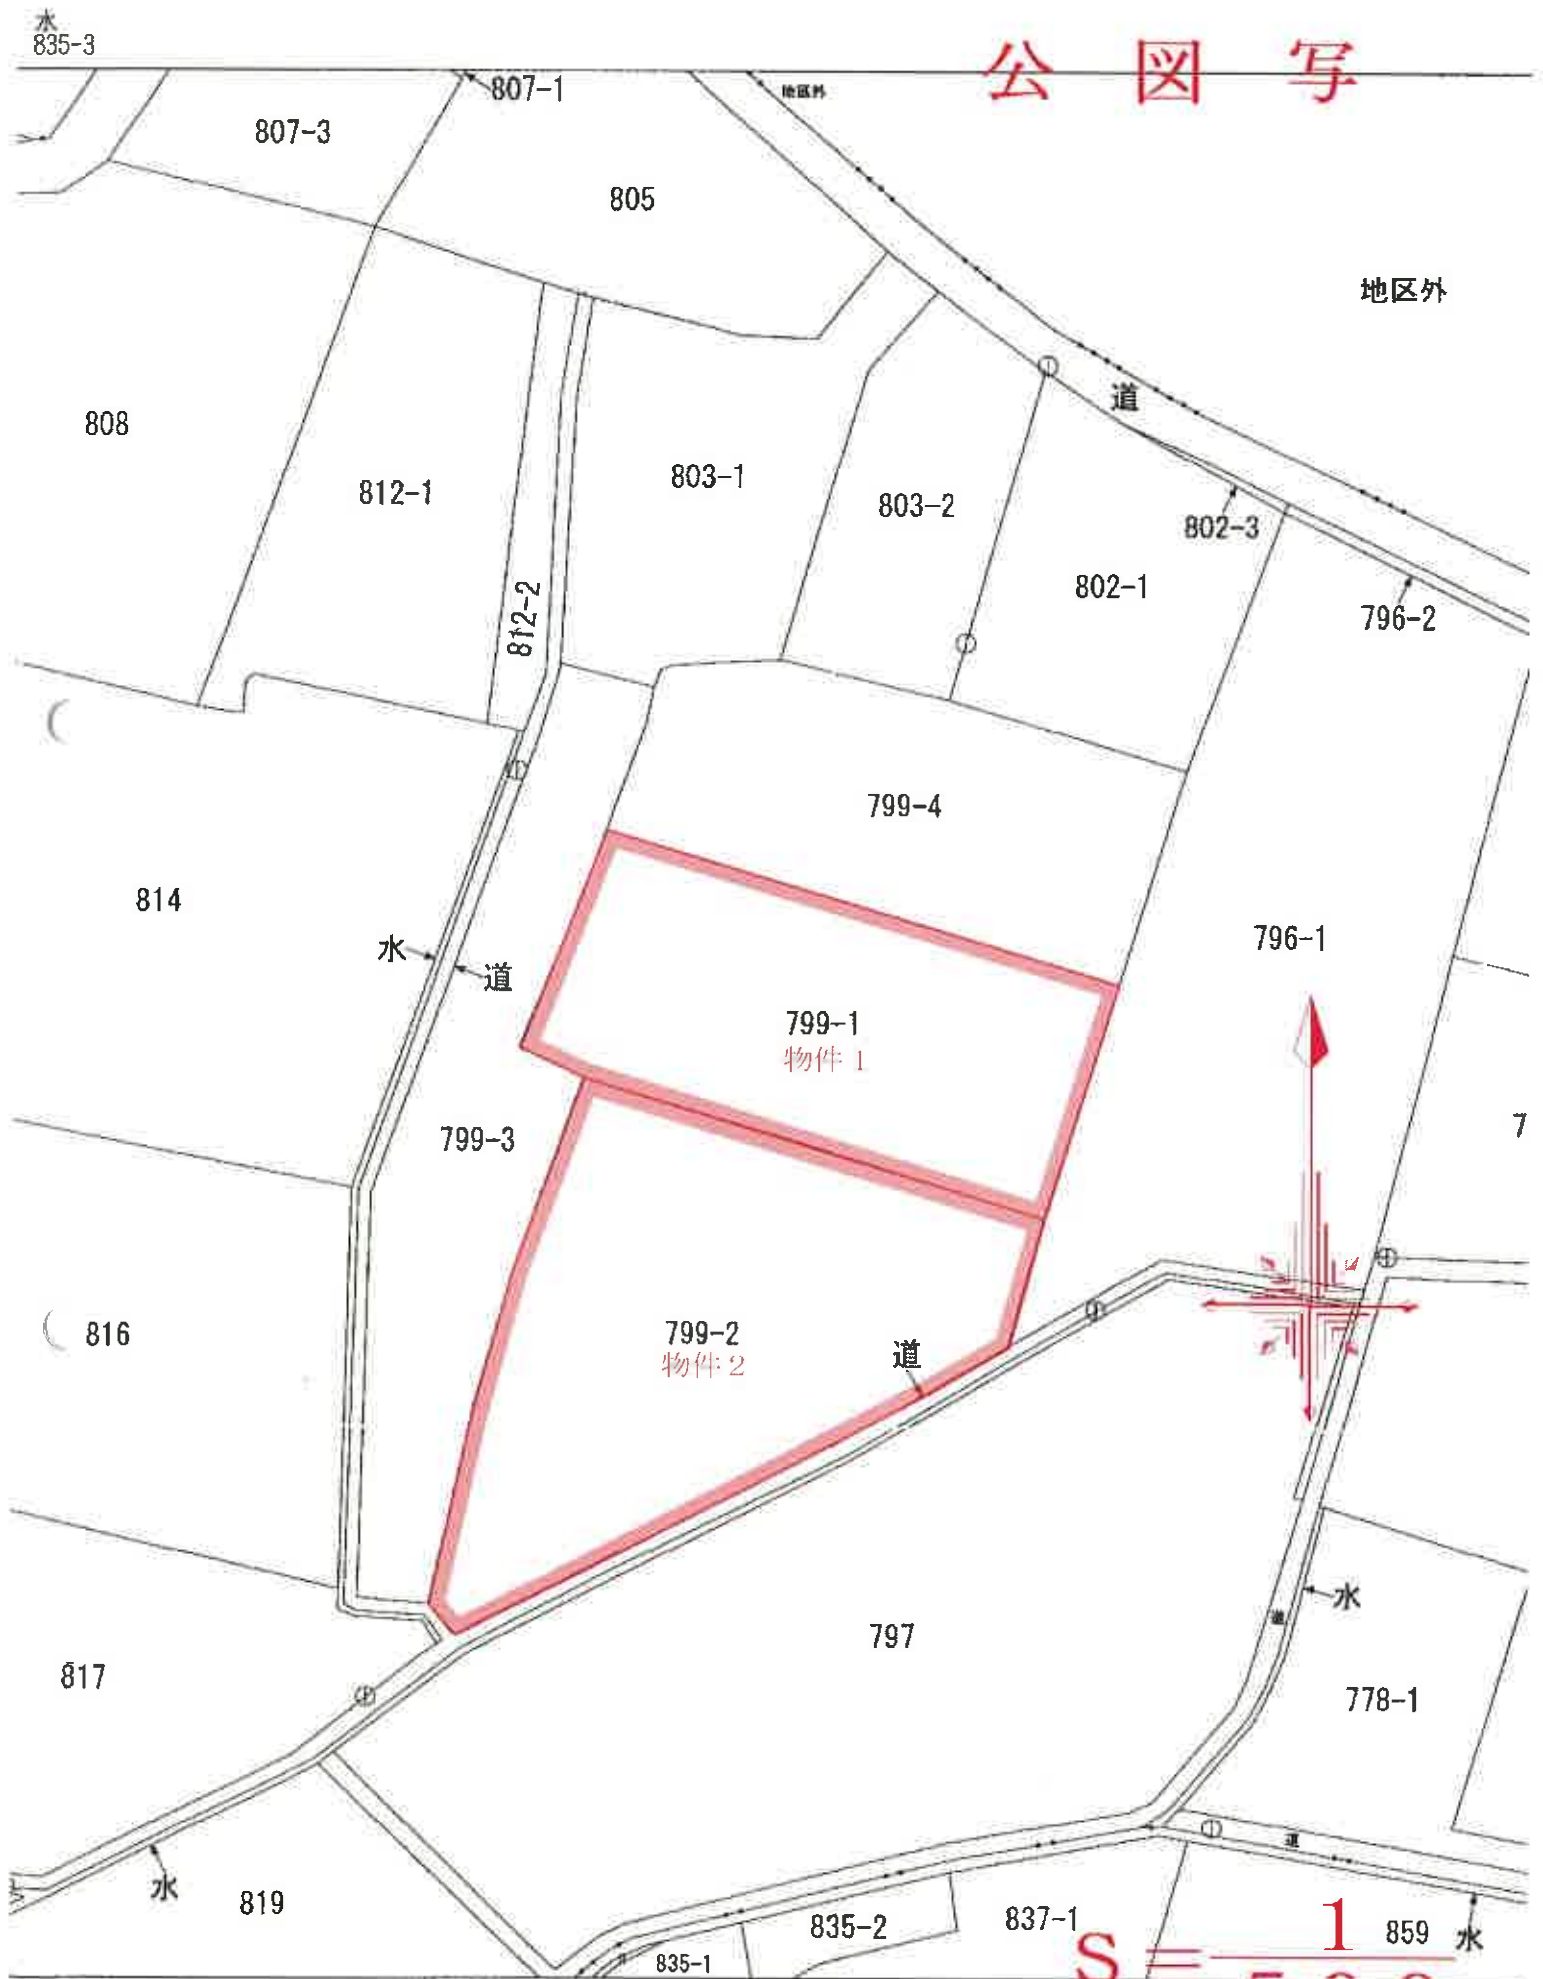 水
835-3
公図写
807-1
地区外
807-3
805
地区外
道
808
803-1
812-1
803-2
802-3
802-1
812-2
796-2
799-4
814
796-1
水
道
799-1
物件 1
7
799-3
816
799-2
道
物件 2
水
道
797
817
778-1
道
水
819
835-2
837-1
1
859
水
S =
835-1